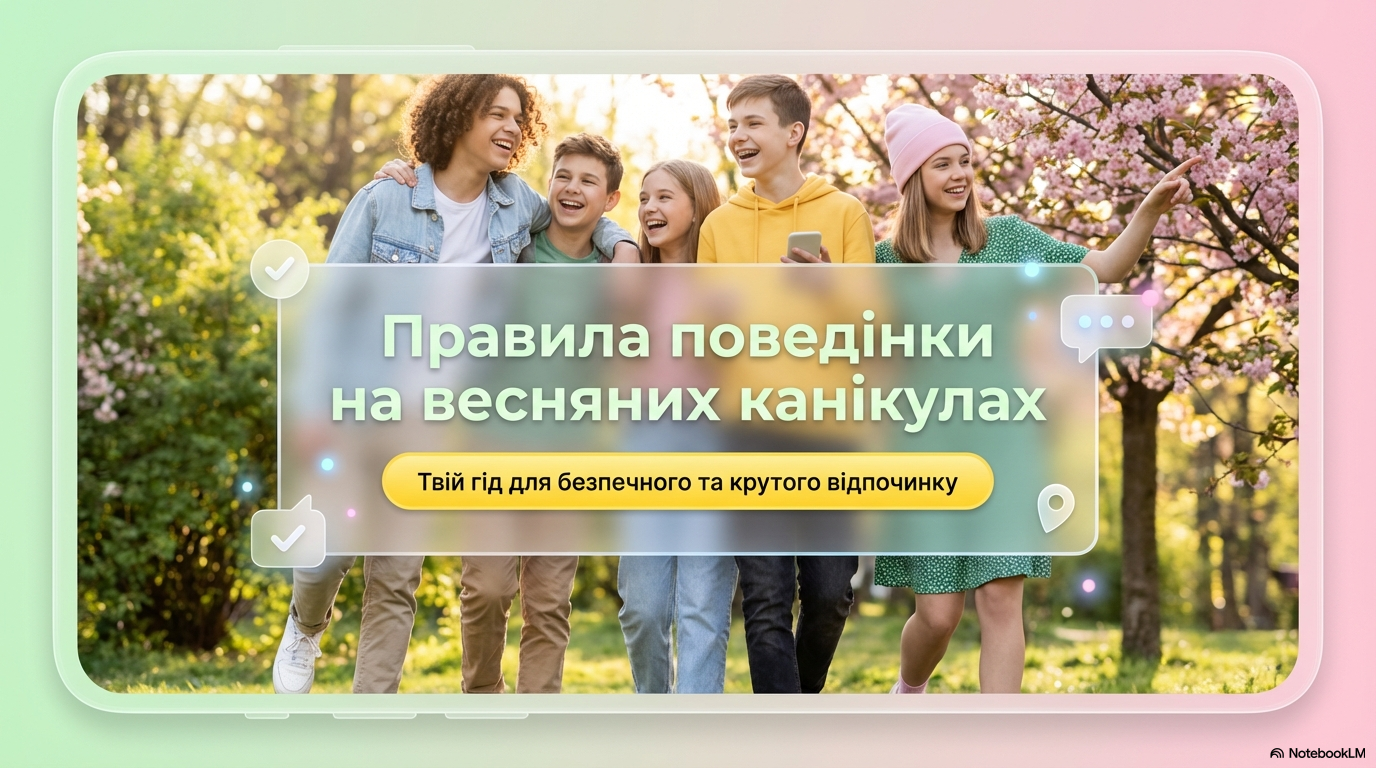 Правила поведінки
на весняних канікулах
Твій гід для безпечного та крутого відпочинку
NotebookLM